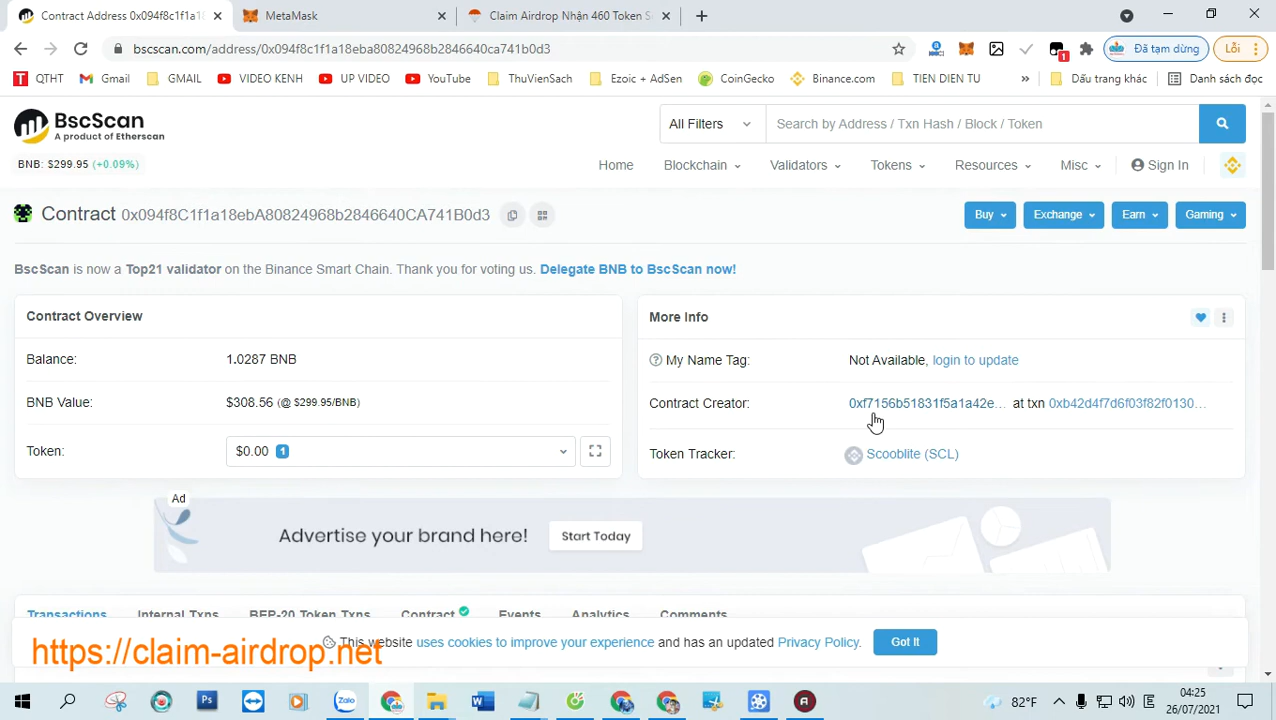 Contract Address 0x094f8c1f1a18
MetaMask
Claim Airdrop Nhận 460 Token S
bscscan.com/address/0x094f8c1f1a18eba80824968b2846640ca741b0d3
1
Đã tạm dừng
Lỗi
QTHT
Gmail
GMAIL
VIDEO KENH
UP VIDEO
YouTube
ThuVienSach
Ezoic + AdSen
CoinGecko
Binance.com
TIEN DIEN TU
»
Dấu trang khác
Danh sách đọc
BscScan
A product of Etherscan
All Filters
Search by Address / Txn Hash / Block / Token
BNB: $299.95 (+0.09%)
Home
Blockchain
Validators
Tokens
Resources
Misc
Sign In
Contract 0x094f8C1f1a18ebA80824968b2846640CA741B0d3
Buy
Exchange
Earn
Gaming
BscScan is now a Top21 validator on the Binance Smart Chain. Thank you for voting us. Delegate BNB to BscScan now!
Contract Overview
Balance:
1.0287 BNB
BNB Value:
$308.56 (@ $299.95/BNB)
Token:
$0.00 1
More Info
My Name Tag:
Not Available, login to update
Contract Creator:
0xf7156b51831f5a1a42e... at txn 0xb42d4f7d6f03f82f0130...
Token Tracker:
Scooblite (SCL)
Ad
Advertise your brand here!
Start Today
Transactions
Internal Txns
BEP-20 Token Txns
Contract
Events
Analytics
Comments
This website uses cookies to improve your experience and has an updated Privacy Policy.
Got It
https://claim-airdrop.net
Ps
Zalo
W
A
82°F
04:25
26/07/2021